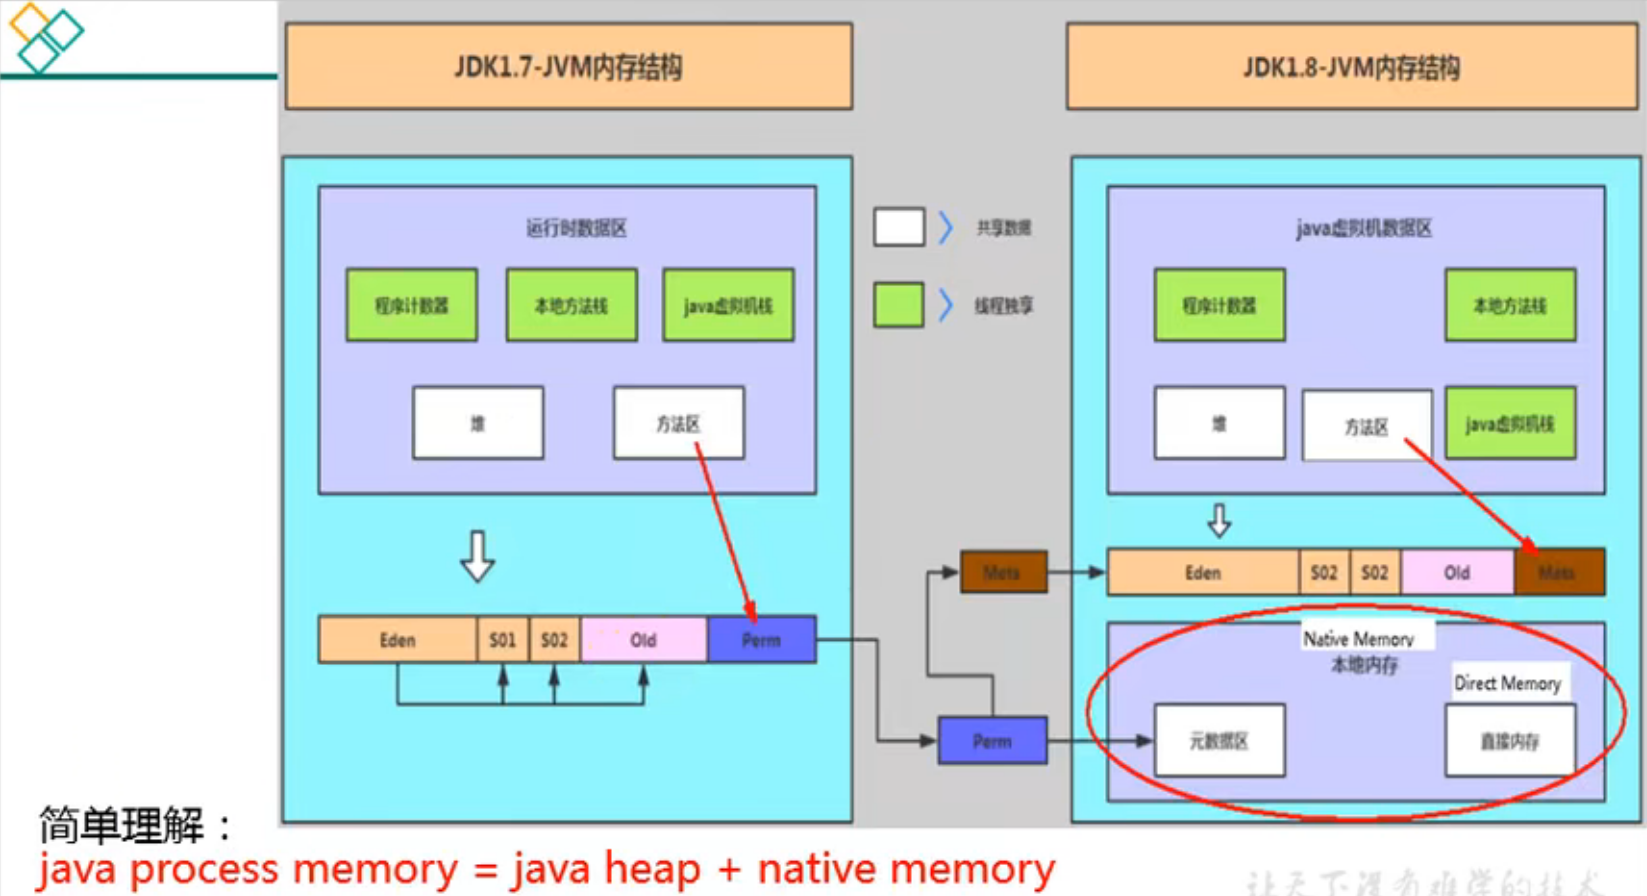 JDK1.7-JVM内存结构
JDK1.8-JVM内存结构
运行时数据区
程序计数器
本地方法栈
java虚拟机栈
堆
方法区
Eden
S01
S02
Old
Perm
共享数据
线程独享
Meta
Perm
java虚拟机数据区
程序计数器
本地方法栈
堆
方法区
java虚拟机栈
Eden
S02
S02
Old
Meta
Native Memory
本地内存
Direct Memory
元数据区
直接内存
简单理解：
java process memory = java heap + native memory
让天下没有难学的技术